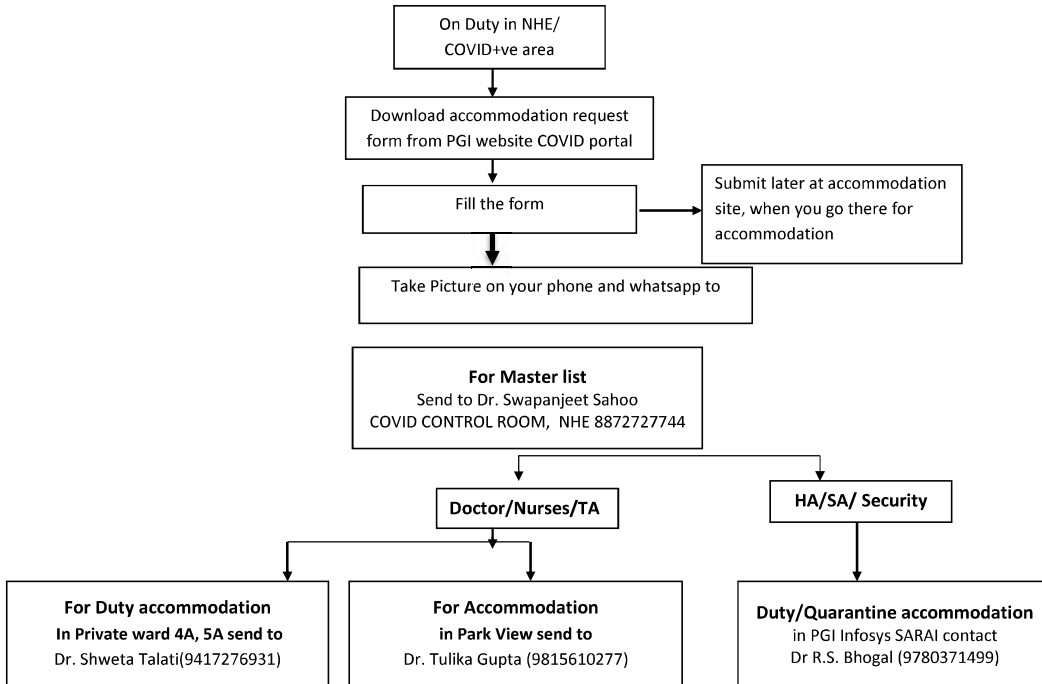 On Duty in NHE/
COVID+ve area
Download accommodation request
form from PGI website COVID portal
Fill the form
Submit later at accommodation
site, when you go there for
accommodation
Take Picture on your phone and whatsapp to
For Master list
Send to Dr. Swapanjeet Sahoo
COVID CONTROL ROOM, NHE 8872727744
Doctor/Nurses/TA
HA/SA/ Security
For Duty accommodation
In Private ward 4A, 5A send to
Dr. Shweta Talati(9417276931)
For Accommodation
in Park View send to
Dr. Tulika Gupta (9815610277)
Duty/Quarantine accommodation
in PGI Infosys SARAI contact
Dr R.S. Bhogal (9780371499)